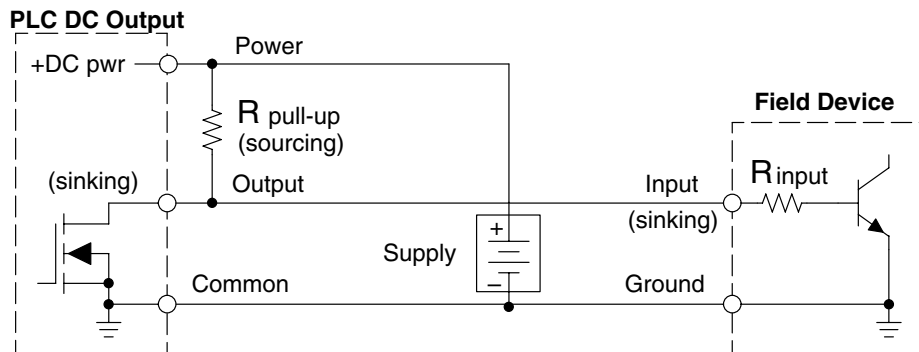 PLC DC Output
+DC pwr
Power
R pull-up
(sourcing)
Field Device
(sinking)
Output
Input
(sinking)
R input
Supply
+
–
Common
Ground